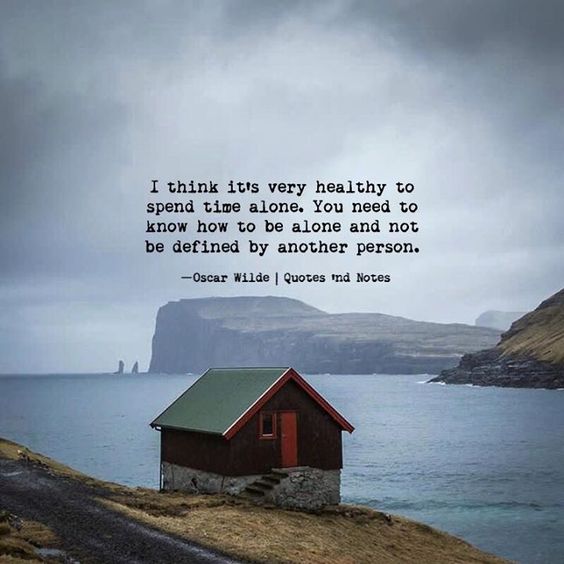 I think it's very healthy to
spend time alone. You need to
know how to be alone and not
be defined by another person.
—Oscar Wilde | Quotes 'nd Notes